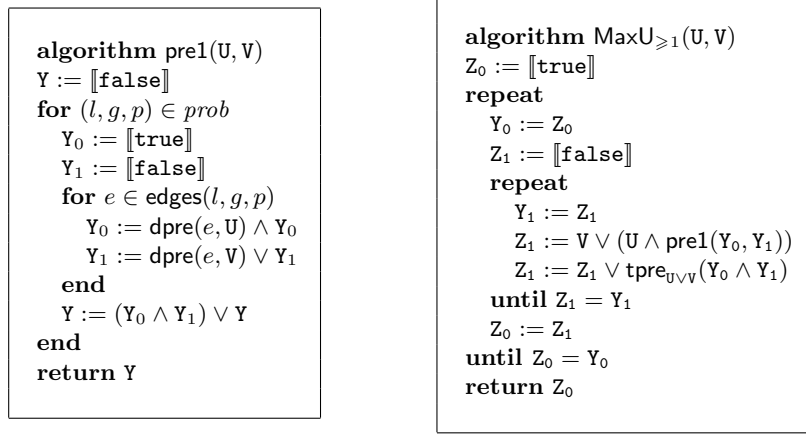 algorithm pre1(U, V)
Y := ⟦false⟧
for (l, g, p) ∈ prob
Y₀ := ⟦true⟧
Y₁ := ⟦false⟧
for e ∈ edges(l, g, p)
Y₀ := dpre(e, U) ∧ Y₀
Y₁ := dpre(e, V) ∨ Y₁
end
Y := (Y₀ ∧ Y₁) ∨ Y
end
return Y
algorithm MaxU⩾₁(U, V)
Z₀ := ⟦true⟧
repeat
Y₀ := Z₀
Z₁ := ⟦false⟧
repeat
Y₁ := Z₁
Z₁ := V ∨ (U ∧ pre1(Y₀, Y₁))
Z₁ := Z₁ ∨ tpre_{U∨V}(Y₀ ∧ Y₁)
until Z₁ = Y₁
Z₀ := Z₁
until Z₀ = Y₀
return Z₀